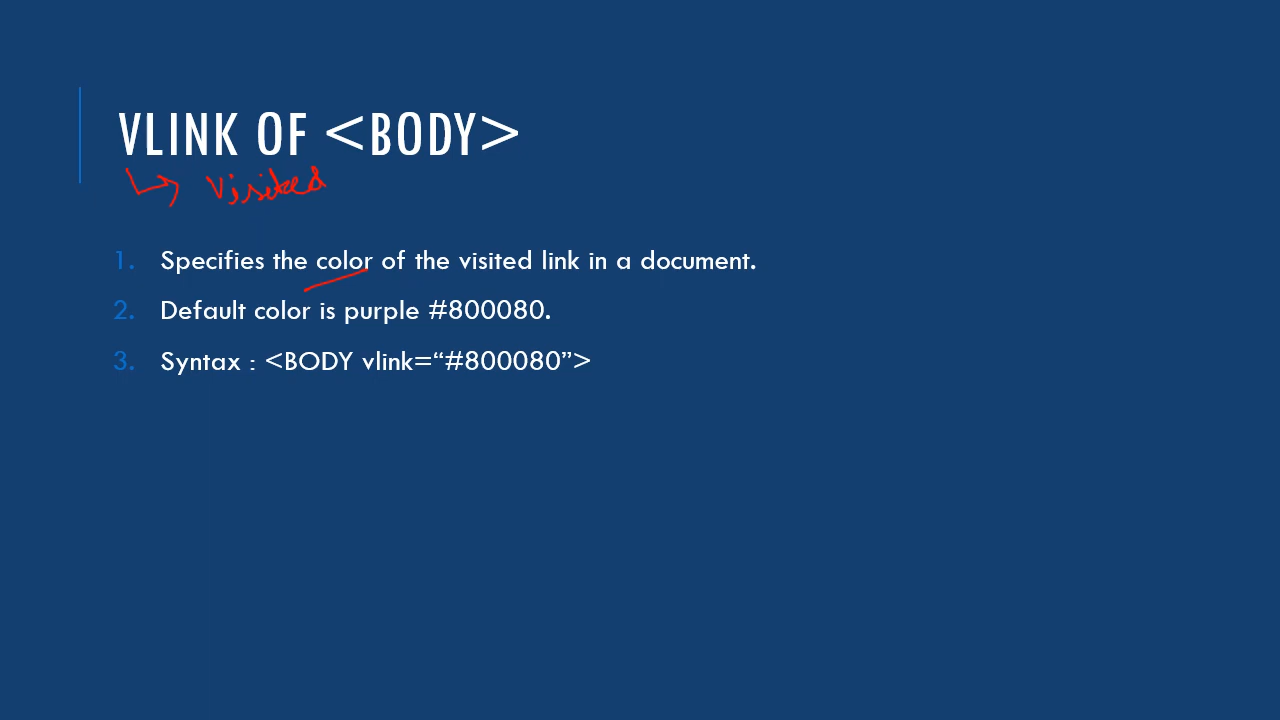 VLINK OF <BODY>
Visited
1. Specifies the color of the visited link in a document.
2. Default color is purple #800080.
3. Syntax : <BODY vlink=“#800080”>